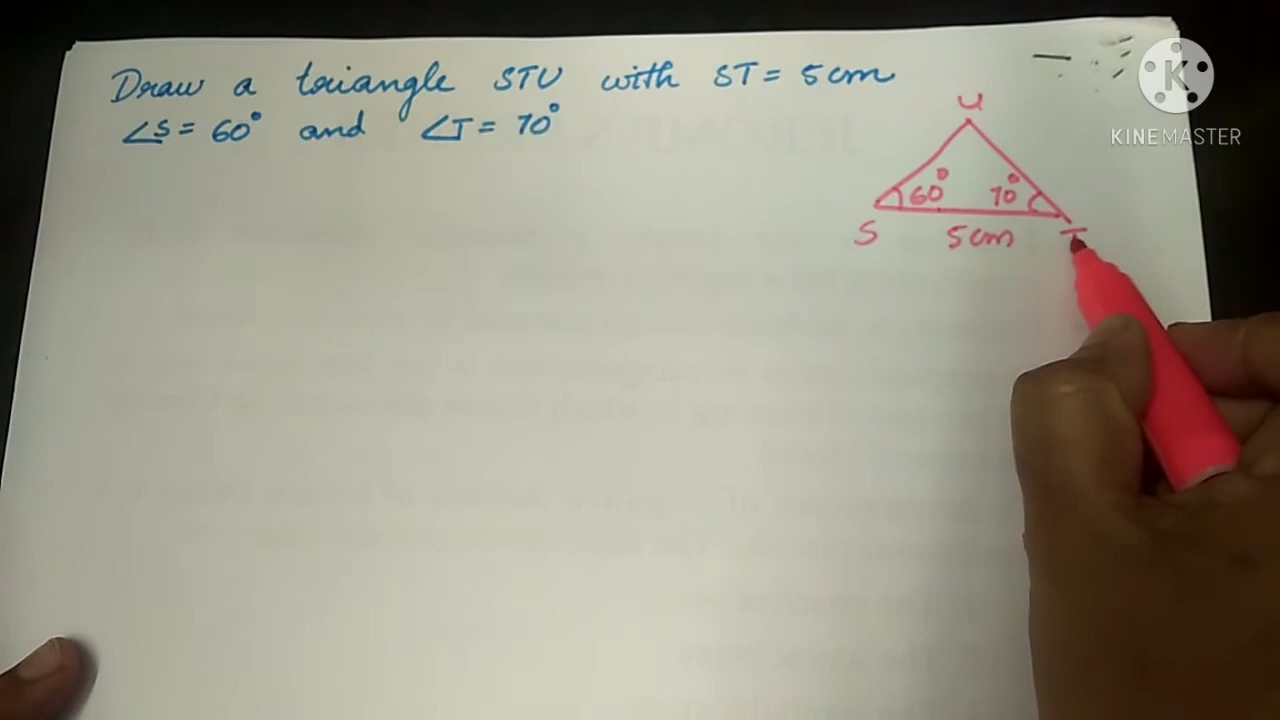 Draw a triangle STU with ST = 5cm
∠S = 60° and ∠T = 70°
U
60° 70°
S 5cm T
K
KINEMASTER